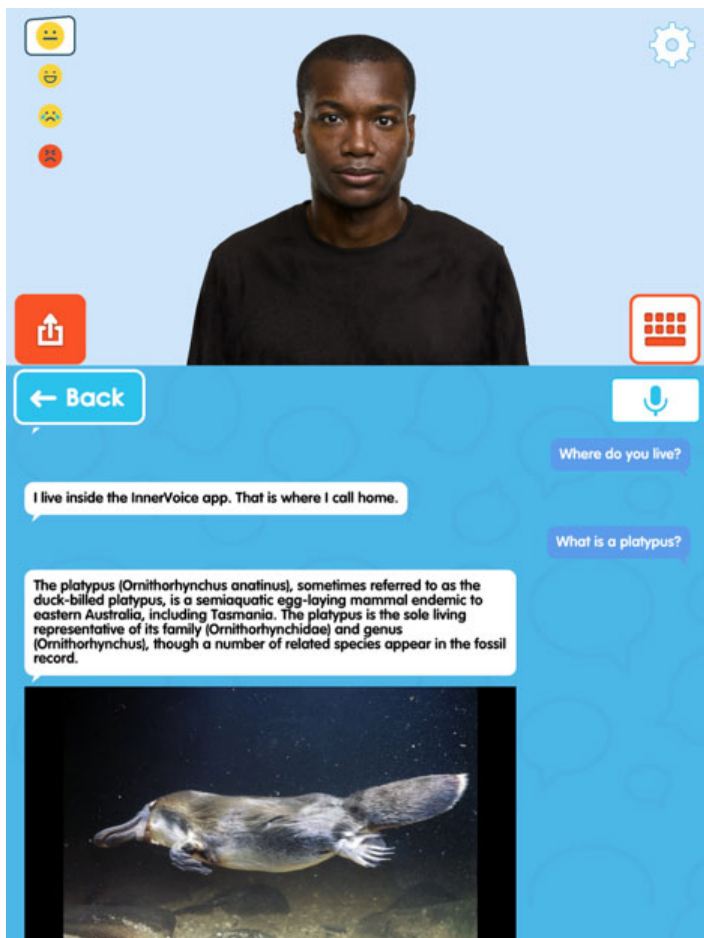 ← Back
Where do you live?
I live inside the InnerVoice app. That is where I call home.
What is a platypus?
The platypus (Ornithorhynchus anatinus), sometimes referred to as the
duck-billed platypus, is a semiaquatic egg-laying mammal endemic to
eastern Australia, including Tasmania. The platypus is the sole living
representative of its family (Ornithorhynchidae) and genus
(Ornithorhynchus), though a number of related species appear in the fossil
record.